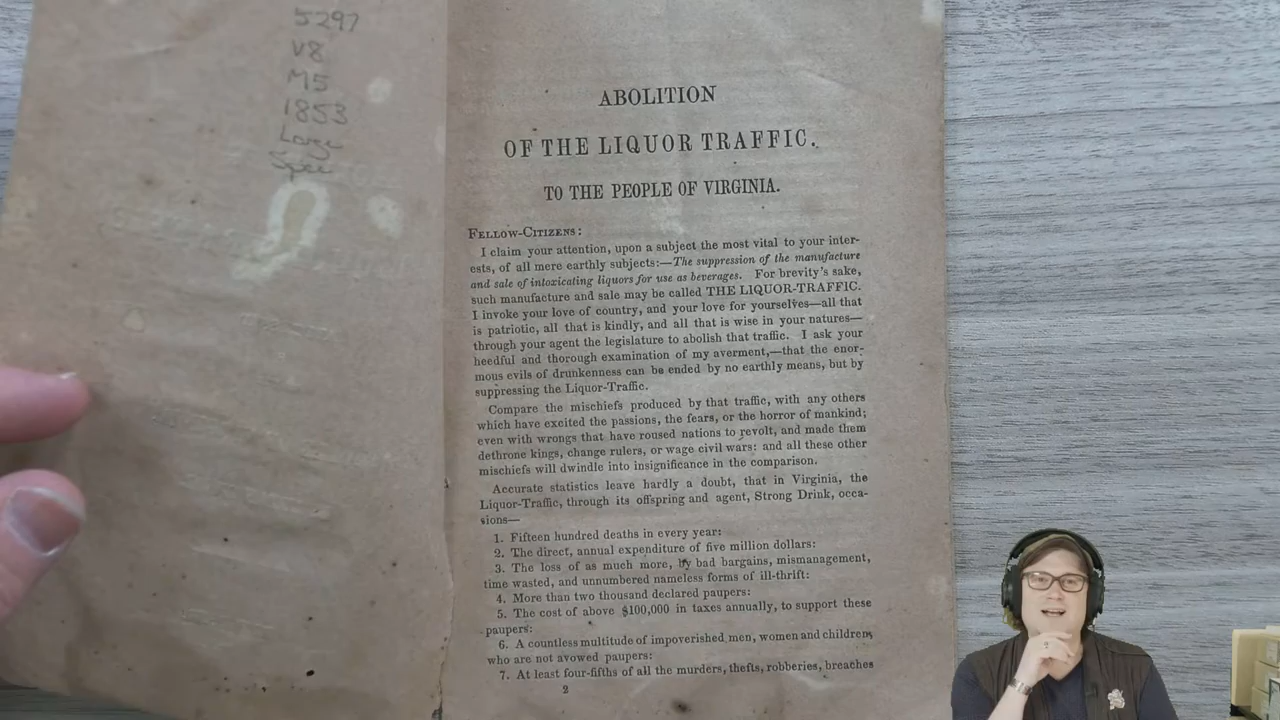 5297
V8
M5
1853
Large
Spec
ABOLITION
OF THE LIQUOR TRAFFIC.
TO THE PEOPLE OF VIRGINIA.
FELLOW-CITIZENS:
I claim your attention, upon a subject the most vital to your inter-
ests, of all mere earthly subjects:—The suppression of the manufacture
and sale of intoxicating liquors for use as beverages. For brevity's sake,
such manufacture and sale may be called THE LIQUOR-TRAFFIC.
I invoke your love of country, and your love for yourselves—all that
is patriotic, all that is kindly, and all that is wise in your natures—
through your agent the legislature to abolish that traffic. I ask your
heedful and thorough examination of my averment,—that the enor-
mous evils of drunkenness can be ended by no earthly means, but by
suppressing the Liquor-Traffic.
Compare the mischiefs produced by that traffic, with any others
which have excited the passions, the fears, or the horror of mankind;
even with wrongs that have roused nations to revolt, and made them
dethrone kings, change rulers, or wage civil wars: and all these other
mischiefs will dwindle into insignificance in the comparison.
Accurate statistics leave hardly a doubt, that in Virginia, the
Liquor-Traffic, through its offspring and agent, Strong Drink, occa-
sions—
1. Fifteen hundred deaths in every year:
2. The direct, annual expenditure of five million dollars:
3. The loss of as much more, by bad bargains, mismanagement,
time wasted, and unnumbered nameless forms of ill-thrift:
4. More than two thousand declared paupers:
5. The cost of above $100,000 in taxes annually, to support these
paupers:
6. A countless multitude of impoverished men, women and children,
who are not avowed paupers:
7. At least four-fifths of all the murders, thefts, robberies, breaches
2